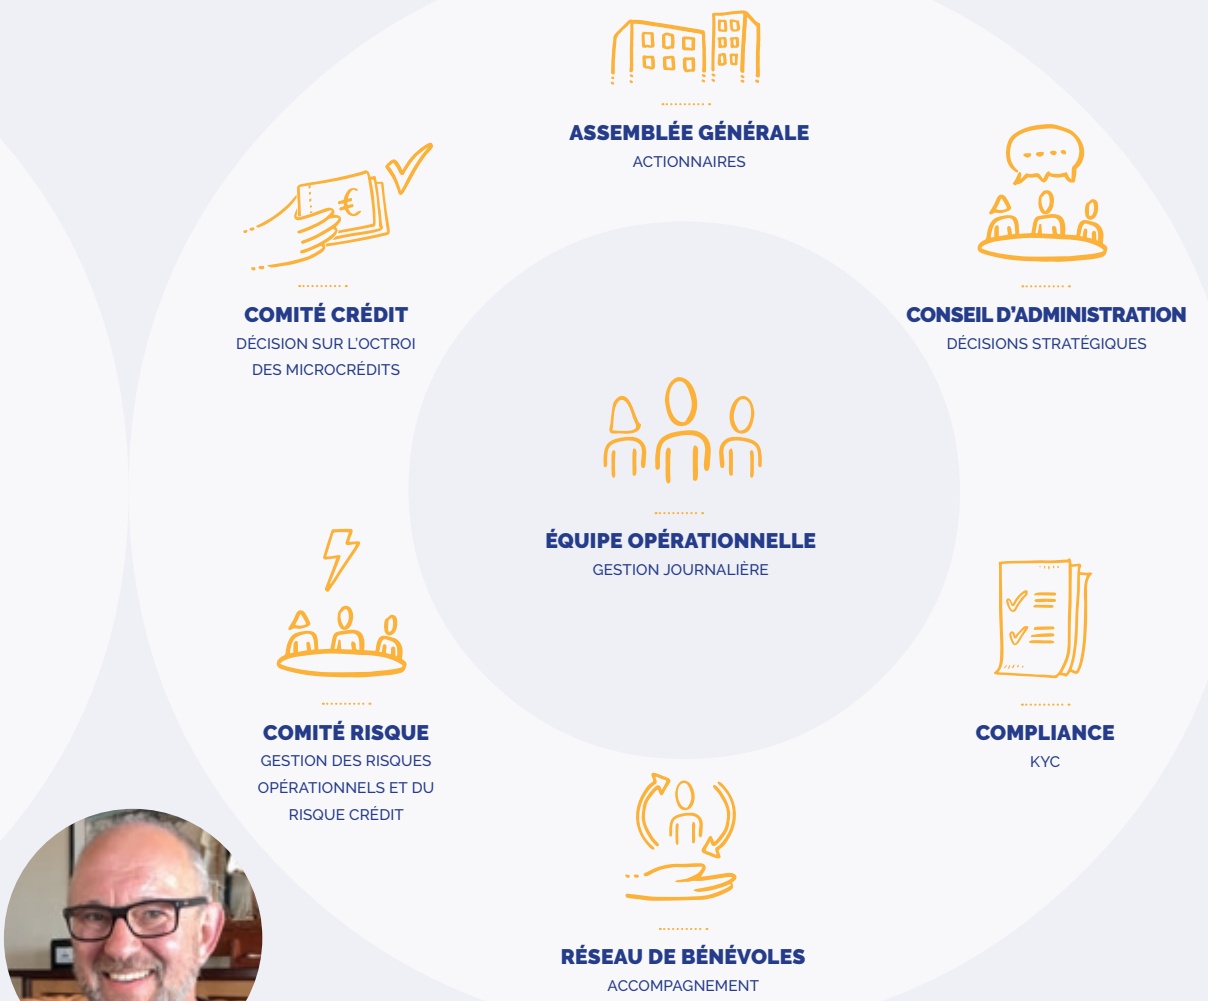 ASSEMBLÉE GÉNÉRALE
ACTIONNAIRES
€
COMITÉ CRÉDIT
DÉCISION SUR L'OCTROI
DES MICROCRÉDITS
CONSEIL D'ADMINISTRATION
DÉCISIONS STRATÉGIQUES
ÉQUIPE OPÉRATIONNELLE
GESTION JOURNALIÈRE
COMITÉ RISQUE
GESTION DES RISQUES
OPÉRATIONNELS ET DU
RISQUE CRÉDIT
COMPLIANCE
KYC
RÉSEAU DE BÉNÉVOLES
ACCOMPAGNEMENT